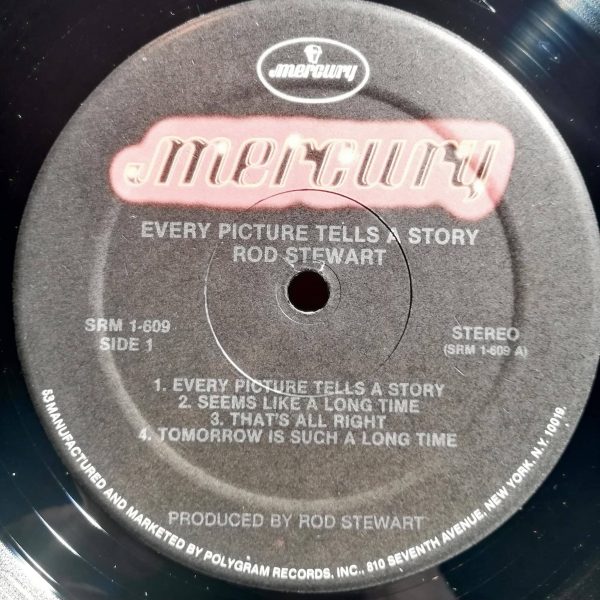 mercury
mercury
EVERY PICTURE TELLS A STORY
ROD STEWART
SRM 1-609
SIDE 1
STEREO
(SRM 1-609 A)
1. EVERY PICTURE TELLS A STORY
2. SEEMS LIKE A LONG TIME
3. THAT'S ALL RIGHT
4. TOMORROW IS SUCH A LONG TIME
PRODUCED BY ROD STEWART
53 MANUFACTURED AND MARKETED BY POLYGRAM RECORDS, INC., 810 SEVENTH AVENUE, NEW YORK, N.Y. 10019.